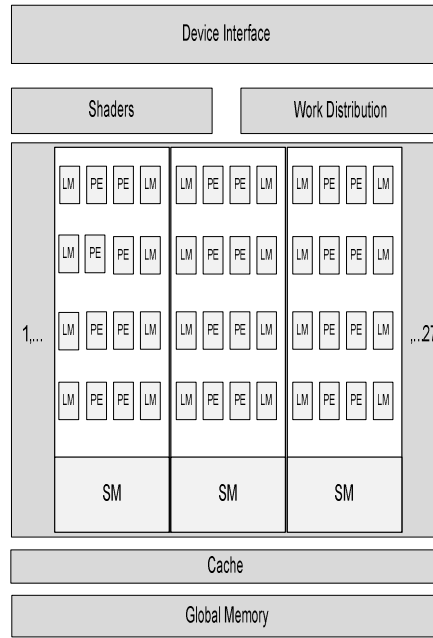 Device Interface
Shaders Work Distribution
LM PE PE LM LM PE PE LM LM PE PE LM
LM PE PE LM LM PE PE LM LM PE PE LM
1,... ,..27
LM PE PE LM LM PE PE LM LM PE PE LM
LM PE PE LM LM PE PE LM LM PE PE LM
SM SM SM
Cache
Global Memory